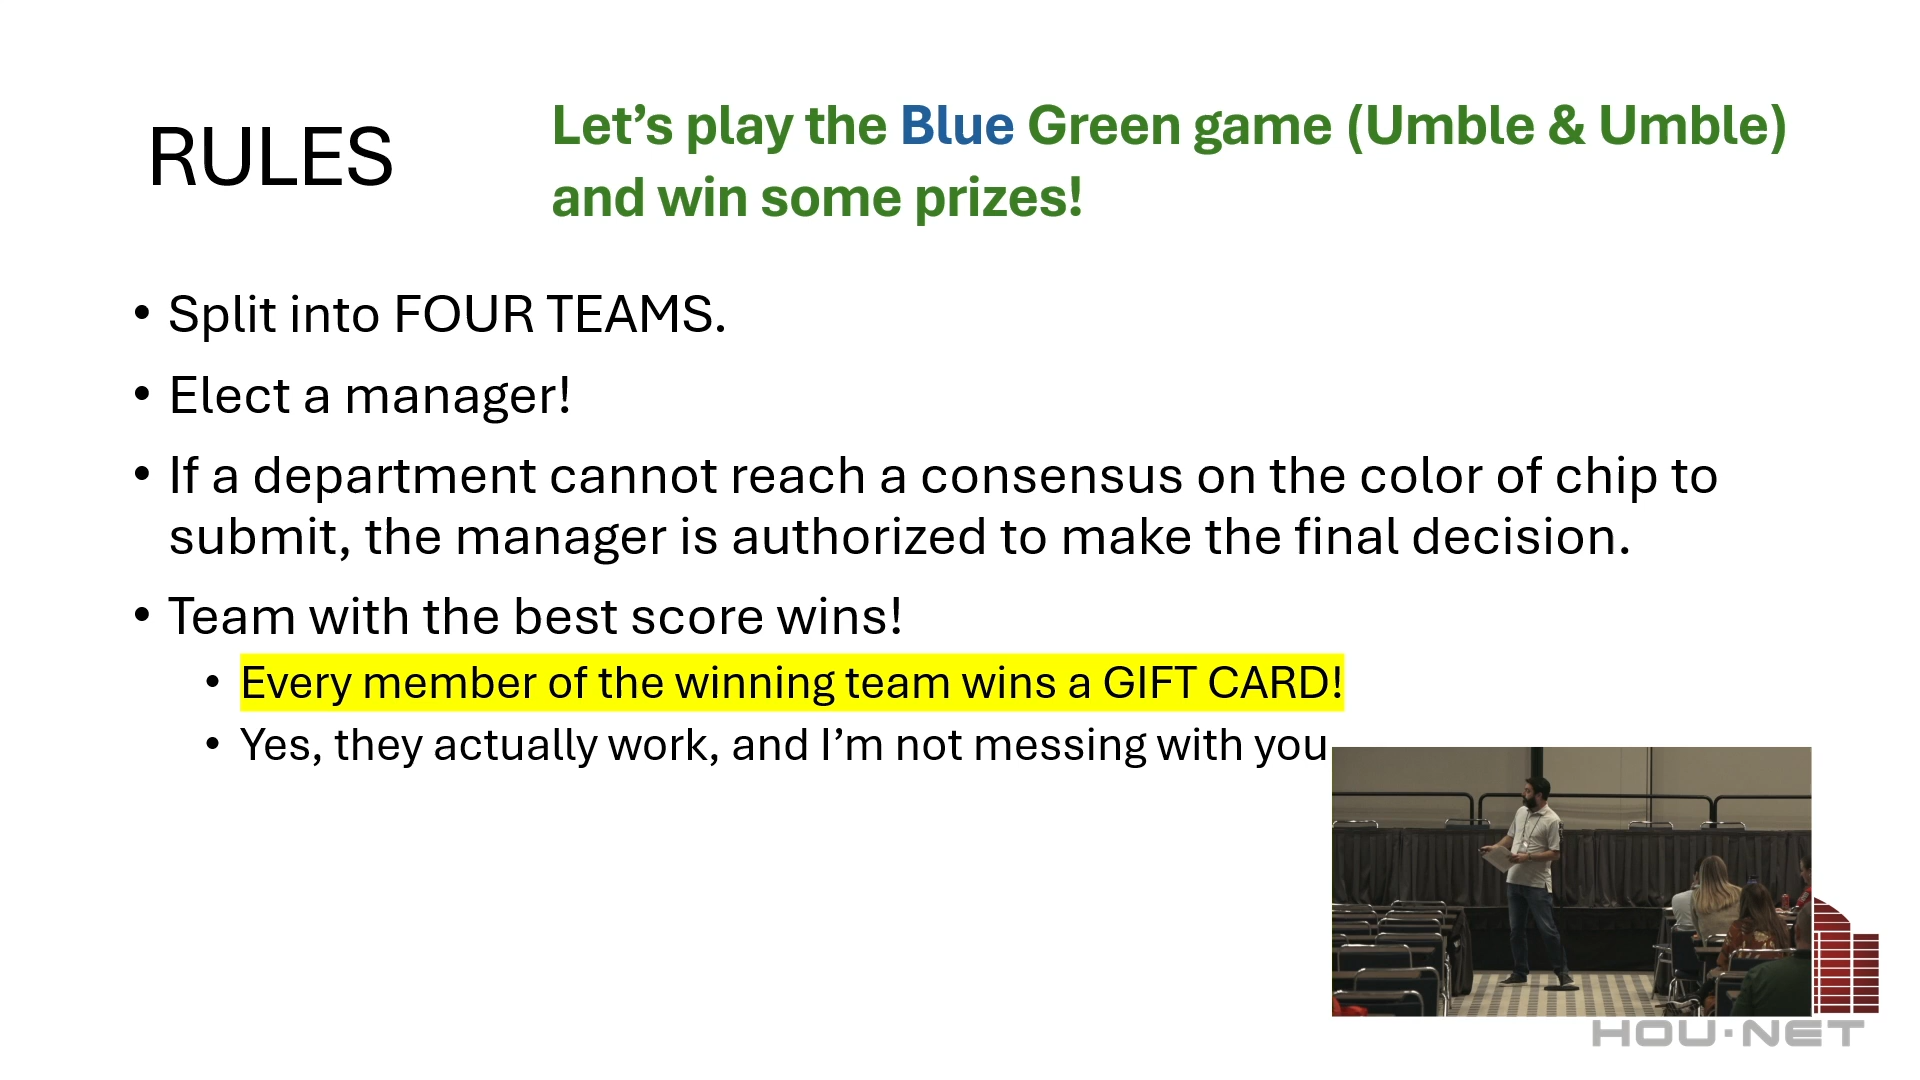 RULES
Let’s play the Blue Green game (Umble & Umble)
and win some prizes!
• Split into FOUR TEAMS.
• Elect a manager!
• If a department cannot reach a consensus on the color of chip to
submit, the manager is authorized to make the final decision.
• Team with the best score wins!
• Every member of the winning team wins a GIFT CARD!
• Yes, they actually work, and I’m not messing with you
HOU·NET